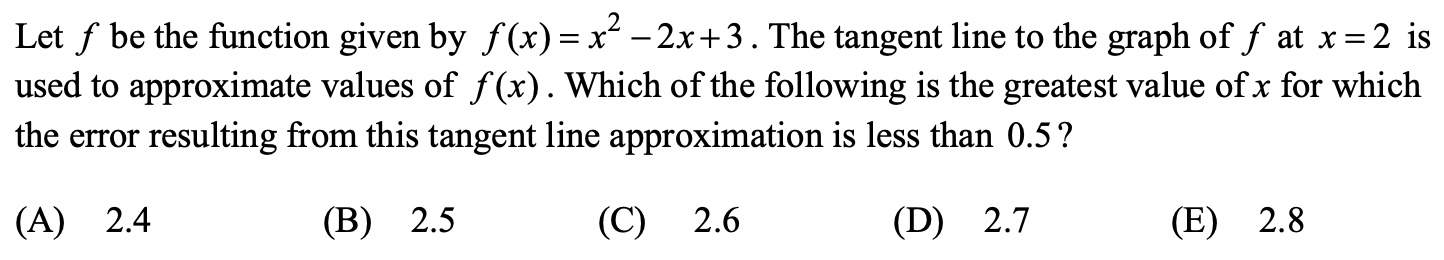 Let f be the function given by f(x) = x² − 2x + 3. The tangent line to the graph of f at x = 2 is
used to approximate values of f(x). Which of the following is the greatest value of x for which
the error resulting from this tangent line approximation is less than 0.5?
(A) 2.4 (B) 2.5 (C) 2.6 (D) 2.7 (E) 2.8